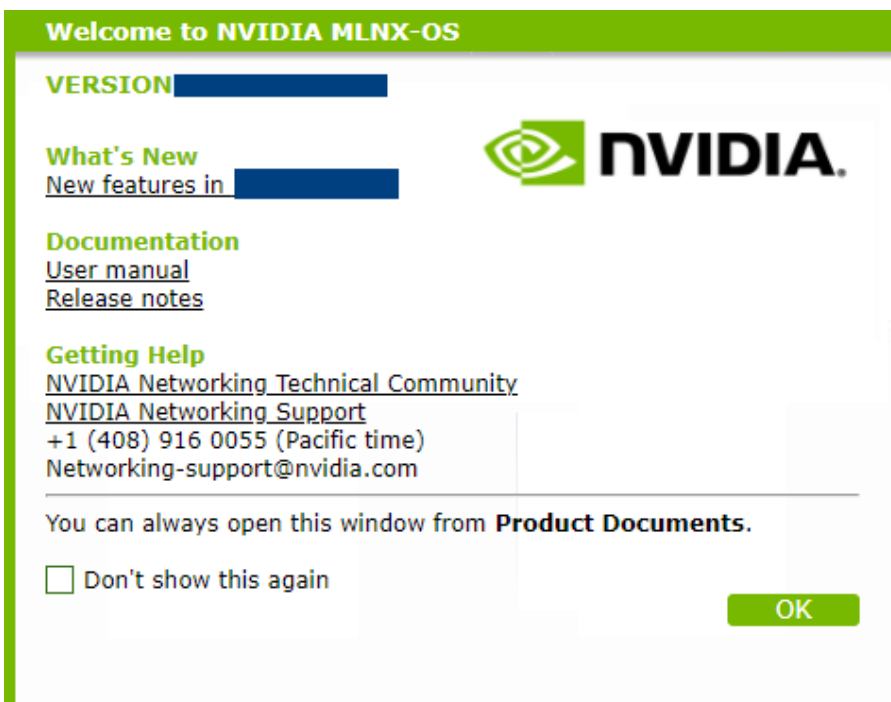 Welcome to NVIDIA MLNX-OS
VERSION
NVIDIA.
What's New
New features in
Documentation
User manual
Release notes
Getting Help
NVIDIA Networking Technical Community
NVIDIA Networking Support
+1 (408) 916 0055 (Pacific time)
Networking-support@nvidia.com
You can always open this window from Product Documents.
Don't show this again
OK